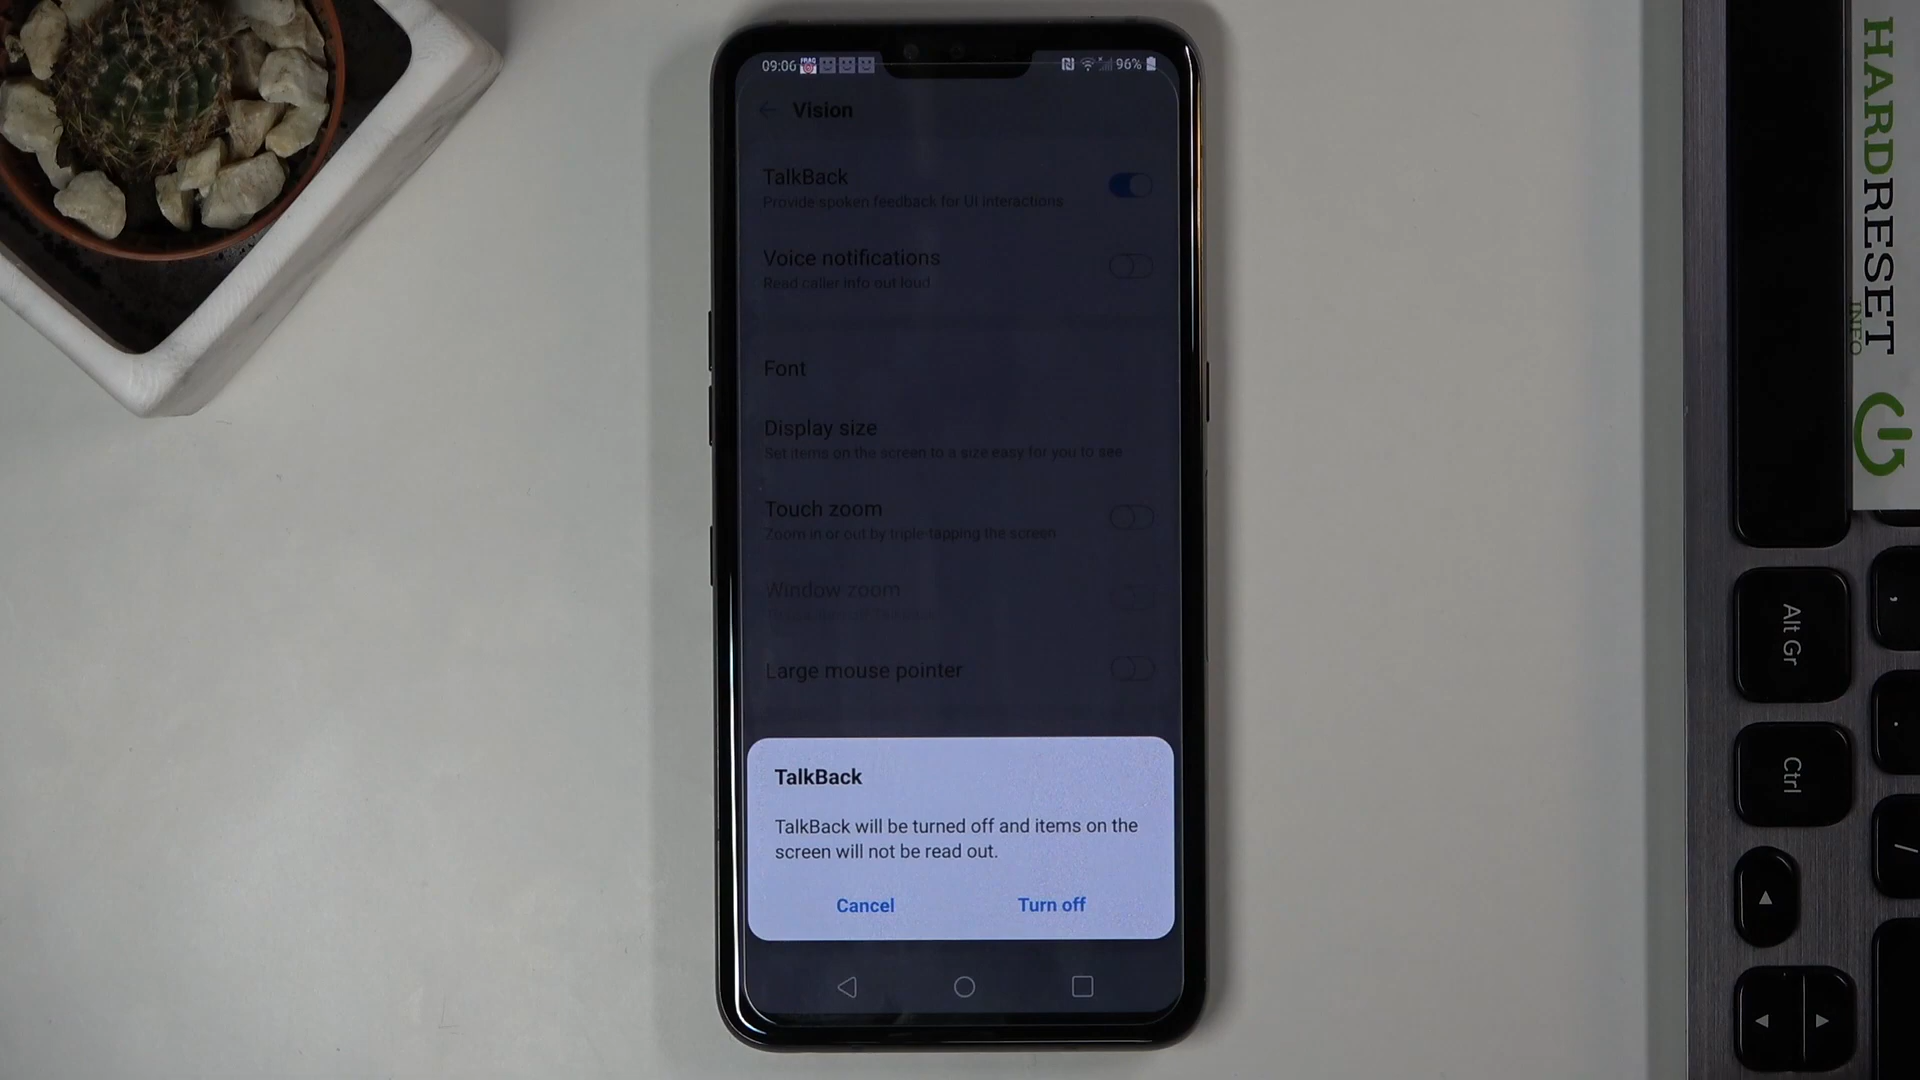 09:06
96%
Vision
TalkBack
Provide spoken feedback for UI interactions
Voice notifications
Read caller info out loud
Font
Display size
Set items on the screen to a size easy for you to see
Touch zoom
Zoom in or out by triple-tapping the screen
Window zoom
Large mouse pointer
TalkBack
TalkBack will be turned off and items on the
screen will not be read out.
Cancel
Turn off
HARDRESET
INFO
Alt Gr
Ctrl
,
.
/